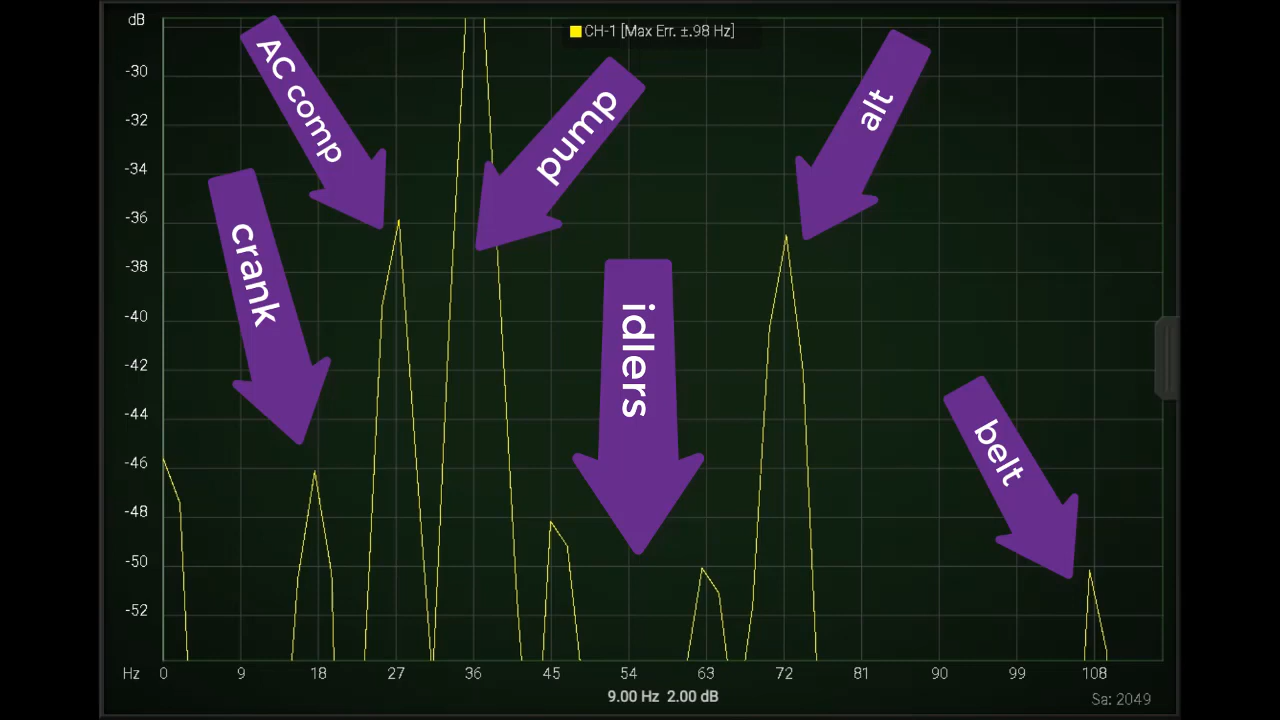 dB
CH-1 [Max Err. ±.98 Hz]
-30
-32
-34
-36
-38
-40
-42
-44
-46
-48
-50
-52
AC comp
pump
alt
crank
idlers
belt
Hz 0 9 18 27 36 45 54 63 72 81 90 99 108
9.00 Hz 2.00 dB
Sa: 2049